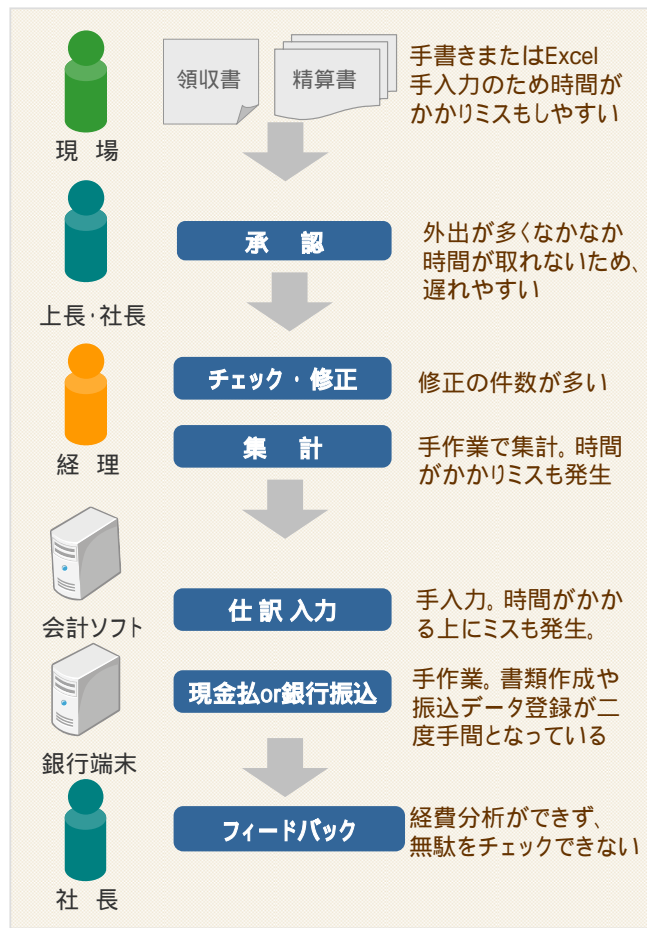 領収書
精算書
手書きまたはExcel
手入力のため時間が
かかりミスもしやすい
現 場
承 認
外出が多くなかなか
時間が取れないため、
遅れやすい
上長・社長
チェック・修正
修正の件数が多い
集 計
手作業で集計。時間
がかかりミスも発生
経 理
仕訳入力
手入力。時間がかか
る上にミスも発生。
会計ソフト
現金払or銀行振込
手作業。書類作成や
振込データ登録が二
度手間となっている
銀行端末
フィードバック
経費分析ができず、
無駄をチェックできない
社 長